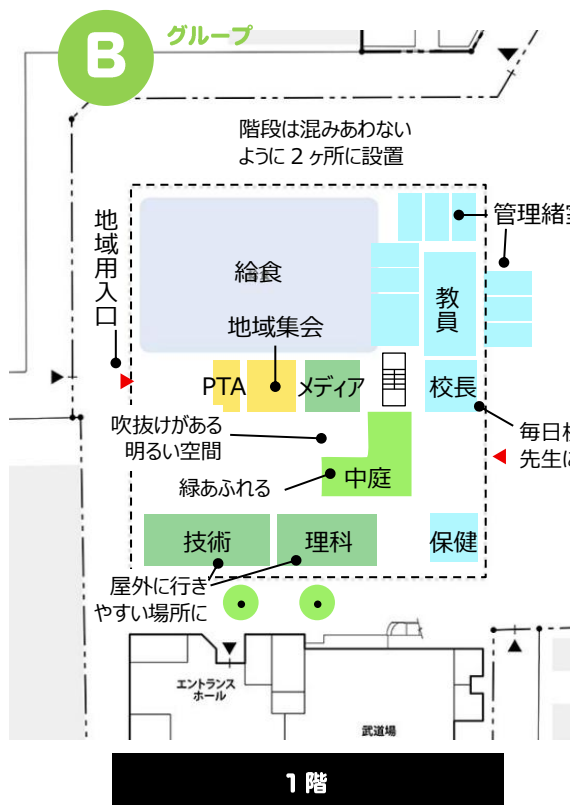 B
グループ
階段は混みあわない
ように 2 ヶ所に設置
地域用入口
管理緒室
給食
教員
地域集会
PTA
メディア
校長
吹抜けがある
明るい空間
毎日校
先生に
緑あふれる
中庭
技術
理科
保健
屋外に行き
やすい場所に
エントランス
ホール
武道場
1 階